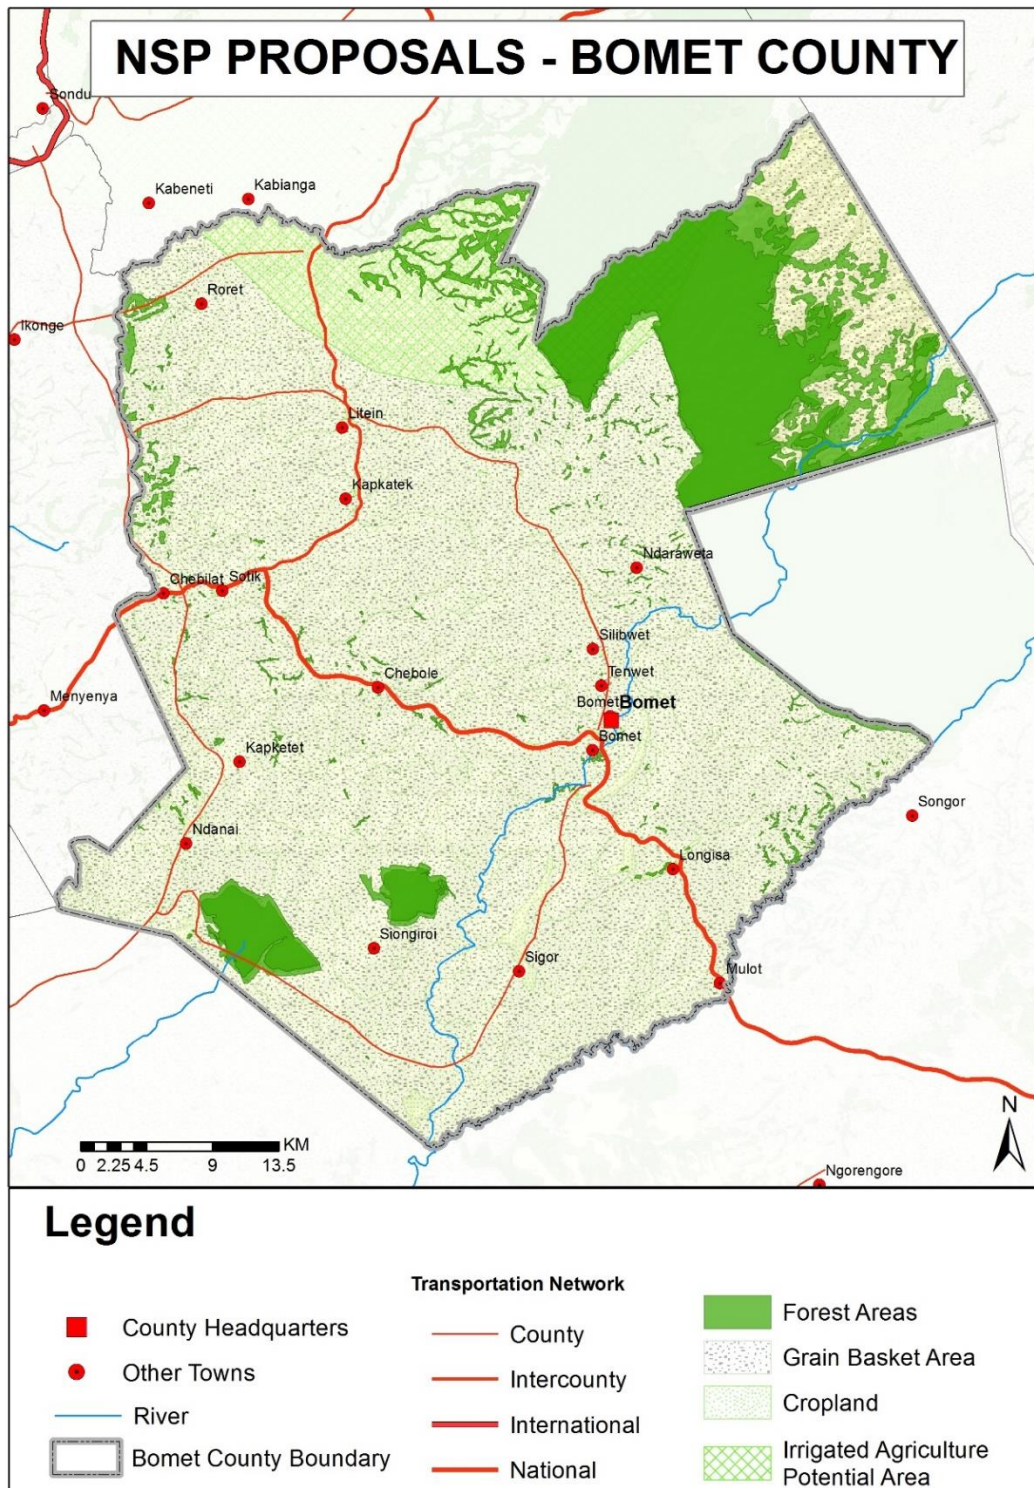 NSP PROPOSALS - BOMET COUNTY
Sondu
Kabeneti
Kabianga
Roret
Ikonge
Litein
Kapkatek
Ndaraweta
Chebilat
Sotik
Silibwet
Chebole
Tenwet
Menyenya
Bomet
Bomet
Bomet
Kapketet
Songor
Ndanai
Longisa
Siongiroi
Sigor
Mulot
N
KM
0 2.25 4.5 9 13.5
Ngorengore
Legend
Transportation Network
County Headquarters
Other Towns
River
Bomet County Boundary
County
Intercounty
International
National
Forest Areas
Grain Basket Area
Cropland
Irrigated Agriculture
Potential Area